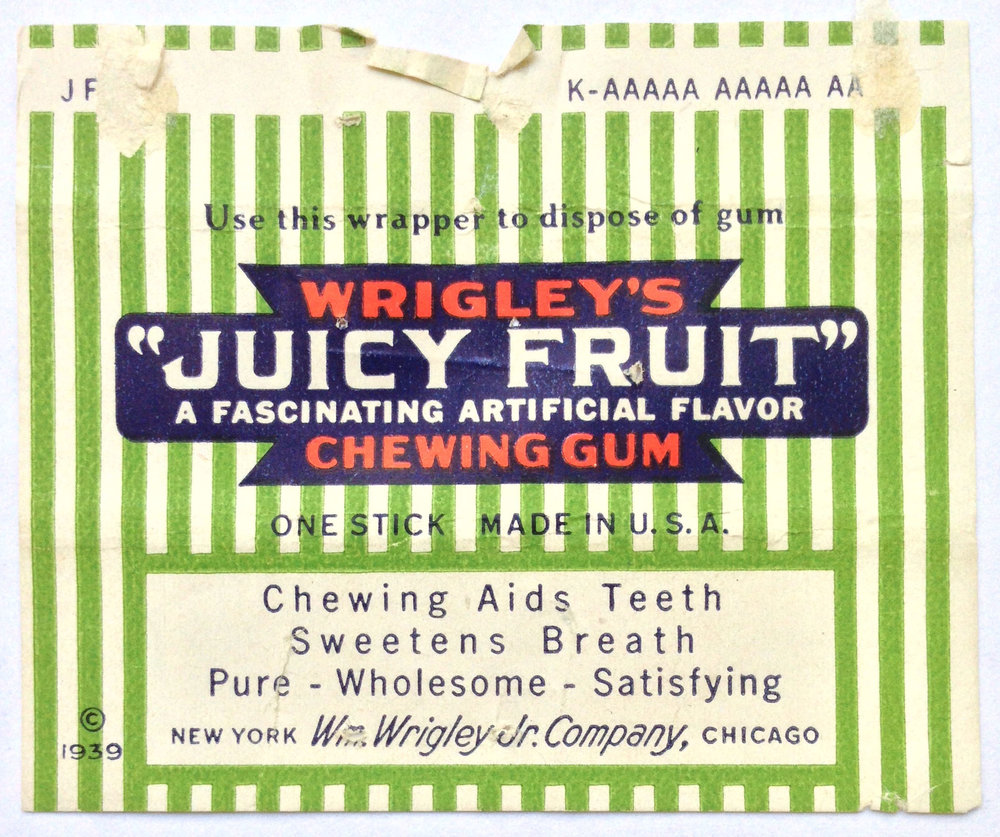 JF K-AAAAA AAAAA AA
Use this wrapper to dispose of gum
WRIGLEY'S
"JUICY FRUIT"
A FASCINATING ARTIFICIAL FLAVOR
CHEWING GUM
ONE STICK MADE IN U.S.A.
Chewing Aids Teeth
Sweetens Breath
Pure - Wholesome - Satisfying
NEW YORK Wm. Wrigley Jr. Company, CHICAGO
©
1939